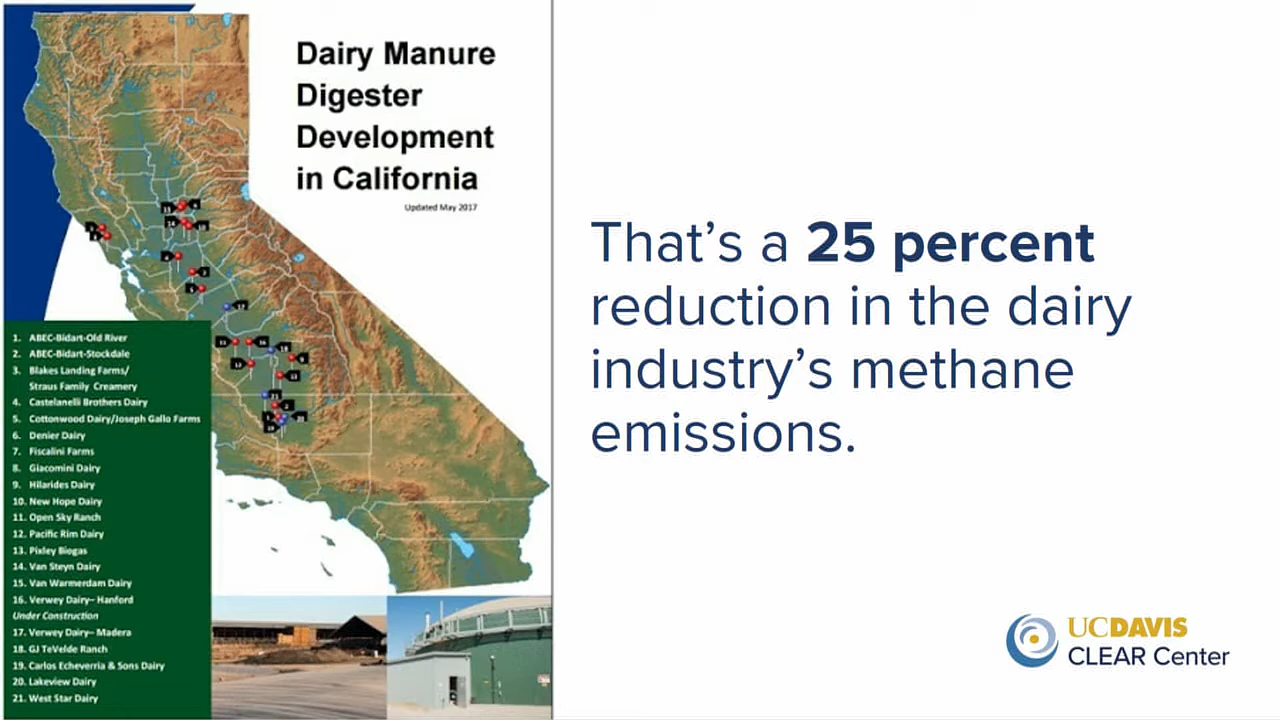 Dairy Manure
Digester
Development
in California
Updated May 2017
1. ABEC-Bidart-Old River
2. ABEC-Bidart-Stockdale
3. Blakes Landing Farms/
Straus Family Creamery
4. Castelanelli Brothers Dairy
5. Cottonwood Dairy/Joseph Gallo Farms
6. Denier Dairy
7. Fiscalini Farms
8. Giacomini Dairy
9. Hilarides Dairy
10. New Hope Dairy
11. Open Sky Ranch
12. Pacific Rim Dairy
13. Pixley Biogas
14. Van Steyn Dairy
15. Van Warmerdam Dairy
16. Verwey Dairy– Hanford
Under Construction
17. Verwey Dairy– Madera
18. GJ TeVelde Ranch
19. Carlos Echeverria & Sons Dairy
20. Lakeview Dairy
21. West Star Dairy
That's a 25 percent
reduction in the dairy
industry's methane
emissions.
UCDAVIS
CLEAR Center